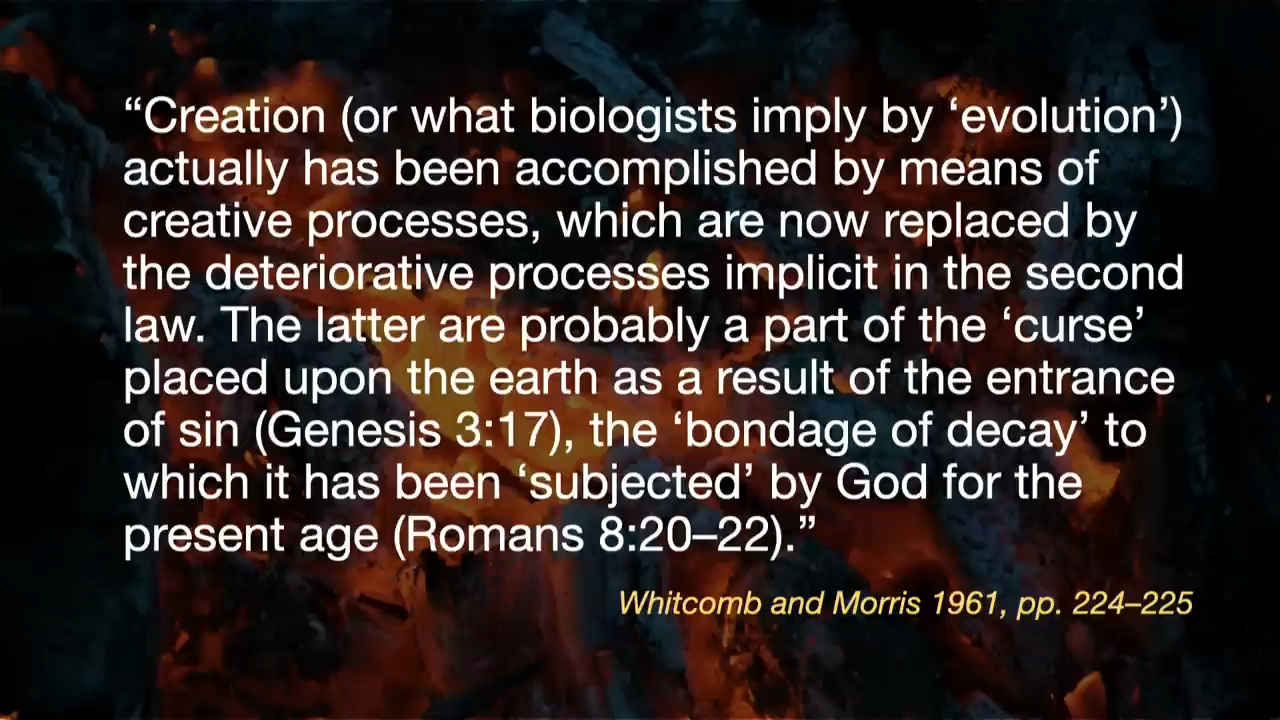 “Creation (or what biologists imply by ‘evolution’)
actually has been accomplished by means of
creative processes, which are now replaced by
the deteriorative processes implicit in the second
law. The latter are probably a part of the ‘curse’
placed upon the earth as a result of the entrance
of sin (Genesis 3:17), the ‘bondage of decay’ to
which it has been ‘subjected’ by God for the
present age (Romans 8:20–22).”
Whitcomb and Morris 1961, pp. 224–225